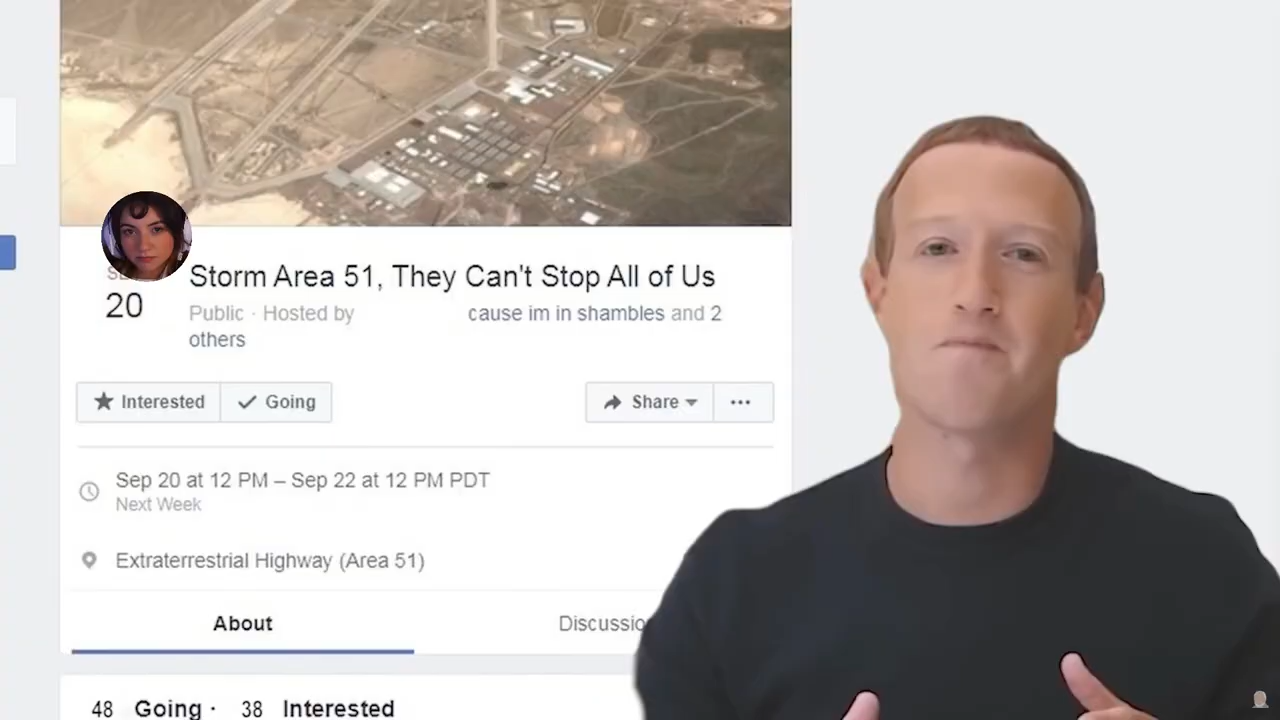 Storm Area 51, They Can't Stop All of Us
20
Public · Hosted by cause im in shambles and 2
others
Interested
Going
Share
Sep 20 at 12 PM – Sep 22 at 12 PM PDT
Next Week
Extraterrestrial Highway (Area 51)
About
48 Going · 38 Interested